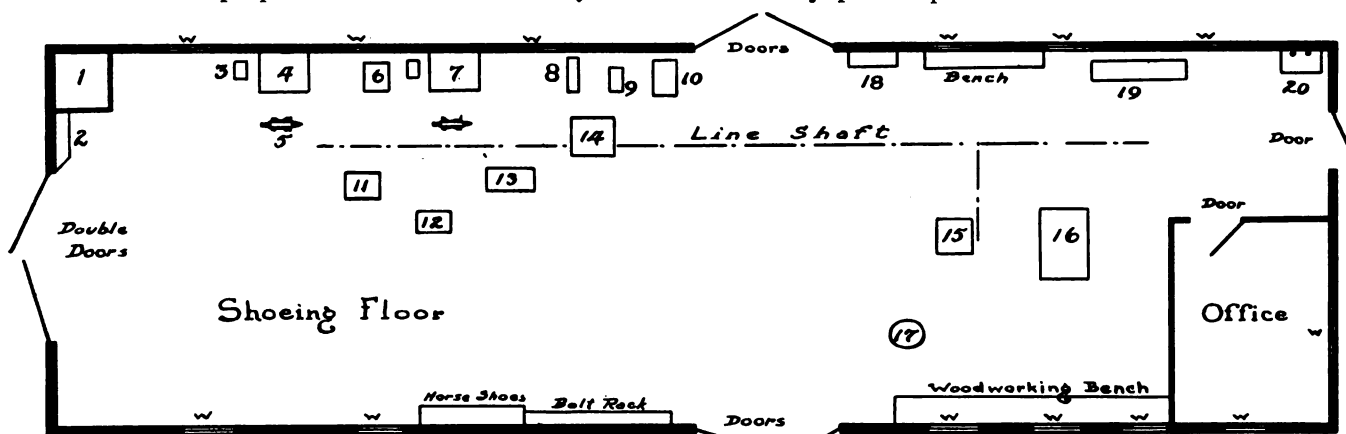 w w w Doors w w w
1 3 4 6 7 8 9 10 18 Bench 19 20
2 5 14 Line Shaft Door
11 13
12 15 16 Door
Double
Doors
Shoeing Floor Office
17 w
Horse Shoes Bolt Rack Woodworking Bench
w w Doors w w w w